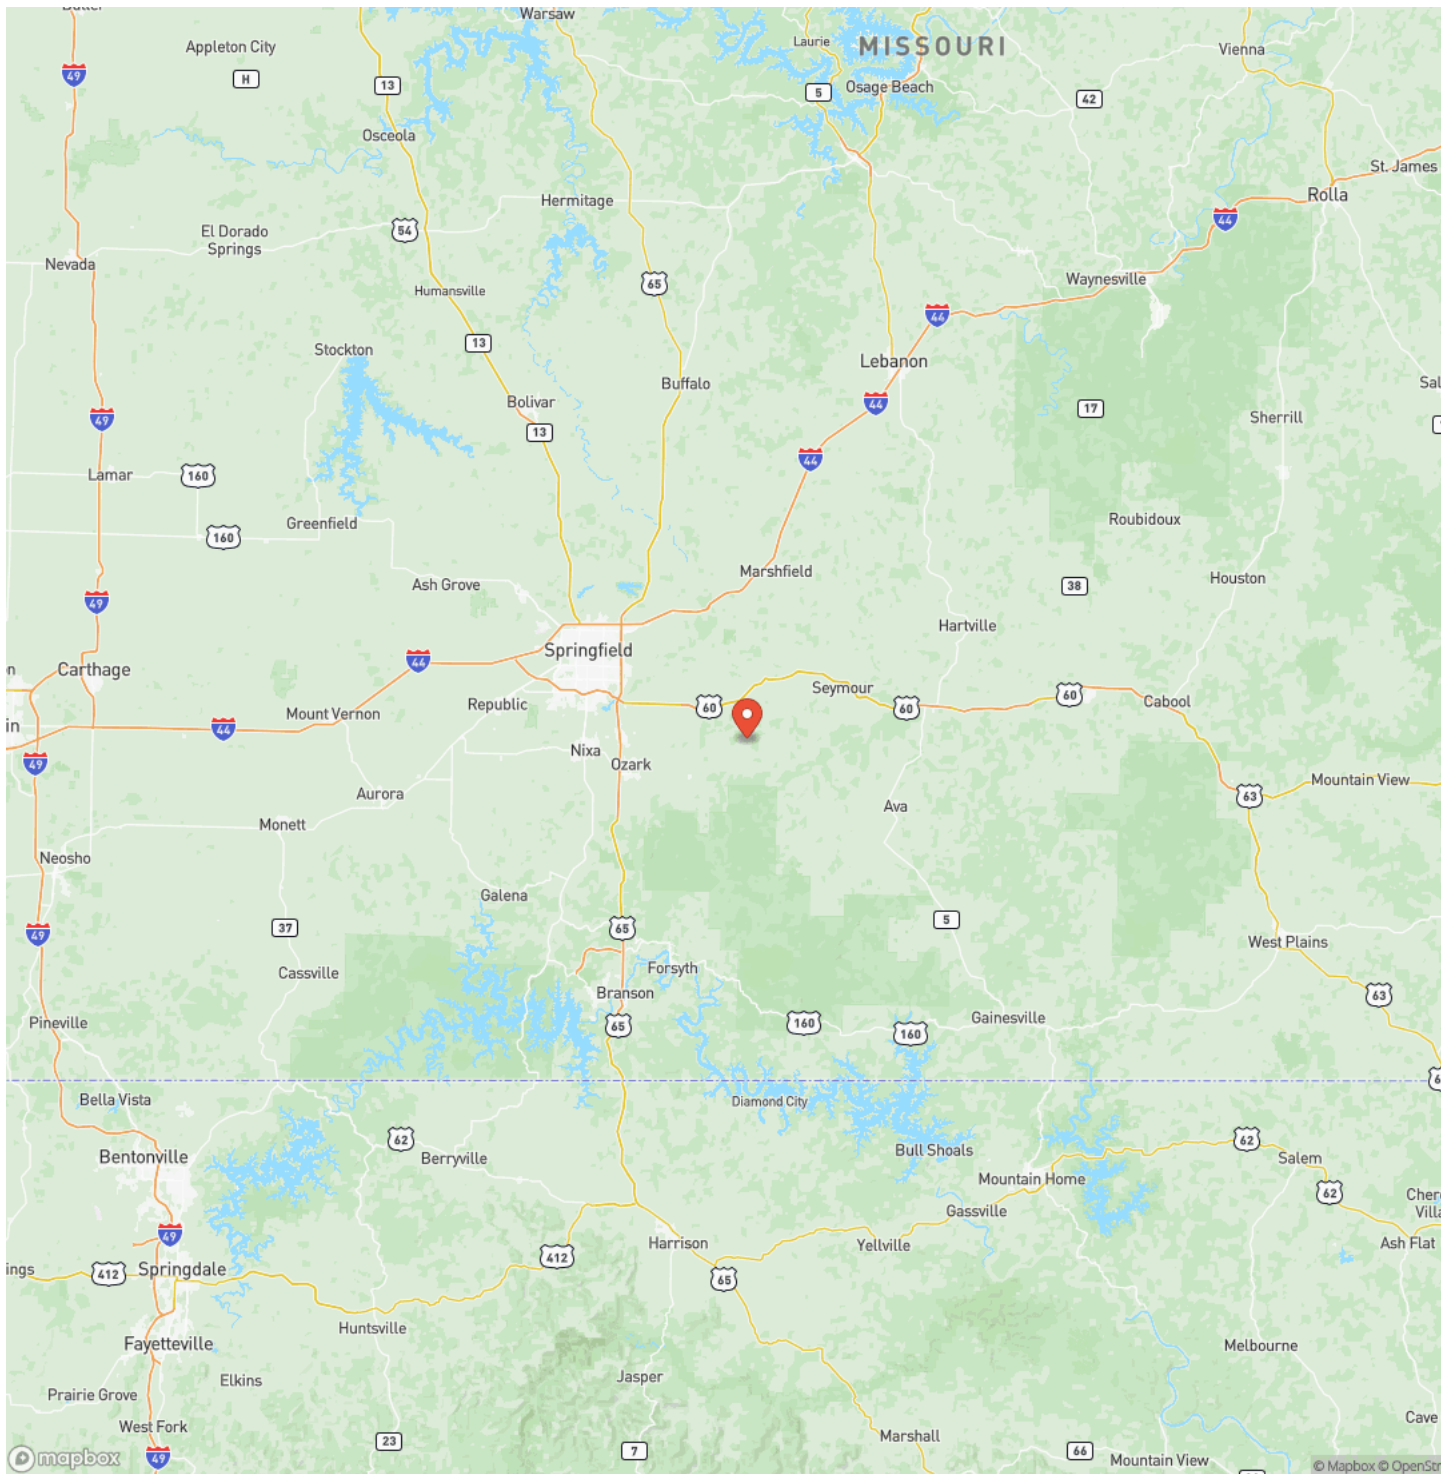 Warsaw
Appleton City
Laurie
MISSOURI
Vienna
49
H
13
5
Osage Beach
42
Osceola
St. James
Rolla
Hermitage
44
El Dorado
Springs
54
Nevada
65
Waynesville
Humansville
44
13
Stockton
Lebanon
Buffalo
Bolivar
44
17
49
13
Sherrill
44
Lamar
160
Greenfield
160
Roubidoux
Marshfield
Ash Grove
38
Houston
49
Hartville
Springfield
44
Carthage
Seymour
60
Republic
60
60
Cabool
Mount Vernon
44
in
Nixa
49
Ozark
Mountain View
Aurora
63
Ava
Monett
Neosho
Galena
37
65
5
49
West Plains
Cassville
Forsyth
Branson
63
Pineville
65
160
160
Gainesville
Bella Vista
Diamond City
62
62
Bentonville
Berryville
Bull Shoals
Salem
Mountain Home
62
Gassville
49
Harrison
Yellville
Ash Flat
412
ings
412
Springdale
65
Huntsville
Fayetteville
Melbourne
Jasper
Elkins
Prairie Grove
Cave
West Fork
23
Marshall
7
66
mapbox
49
Mountain View
© Mapbox © OpenStr